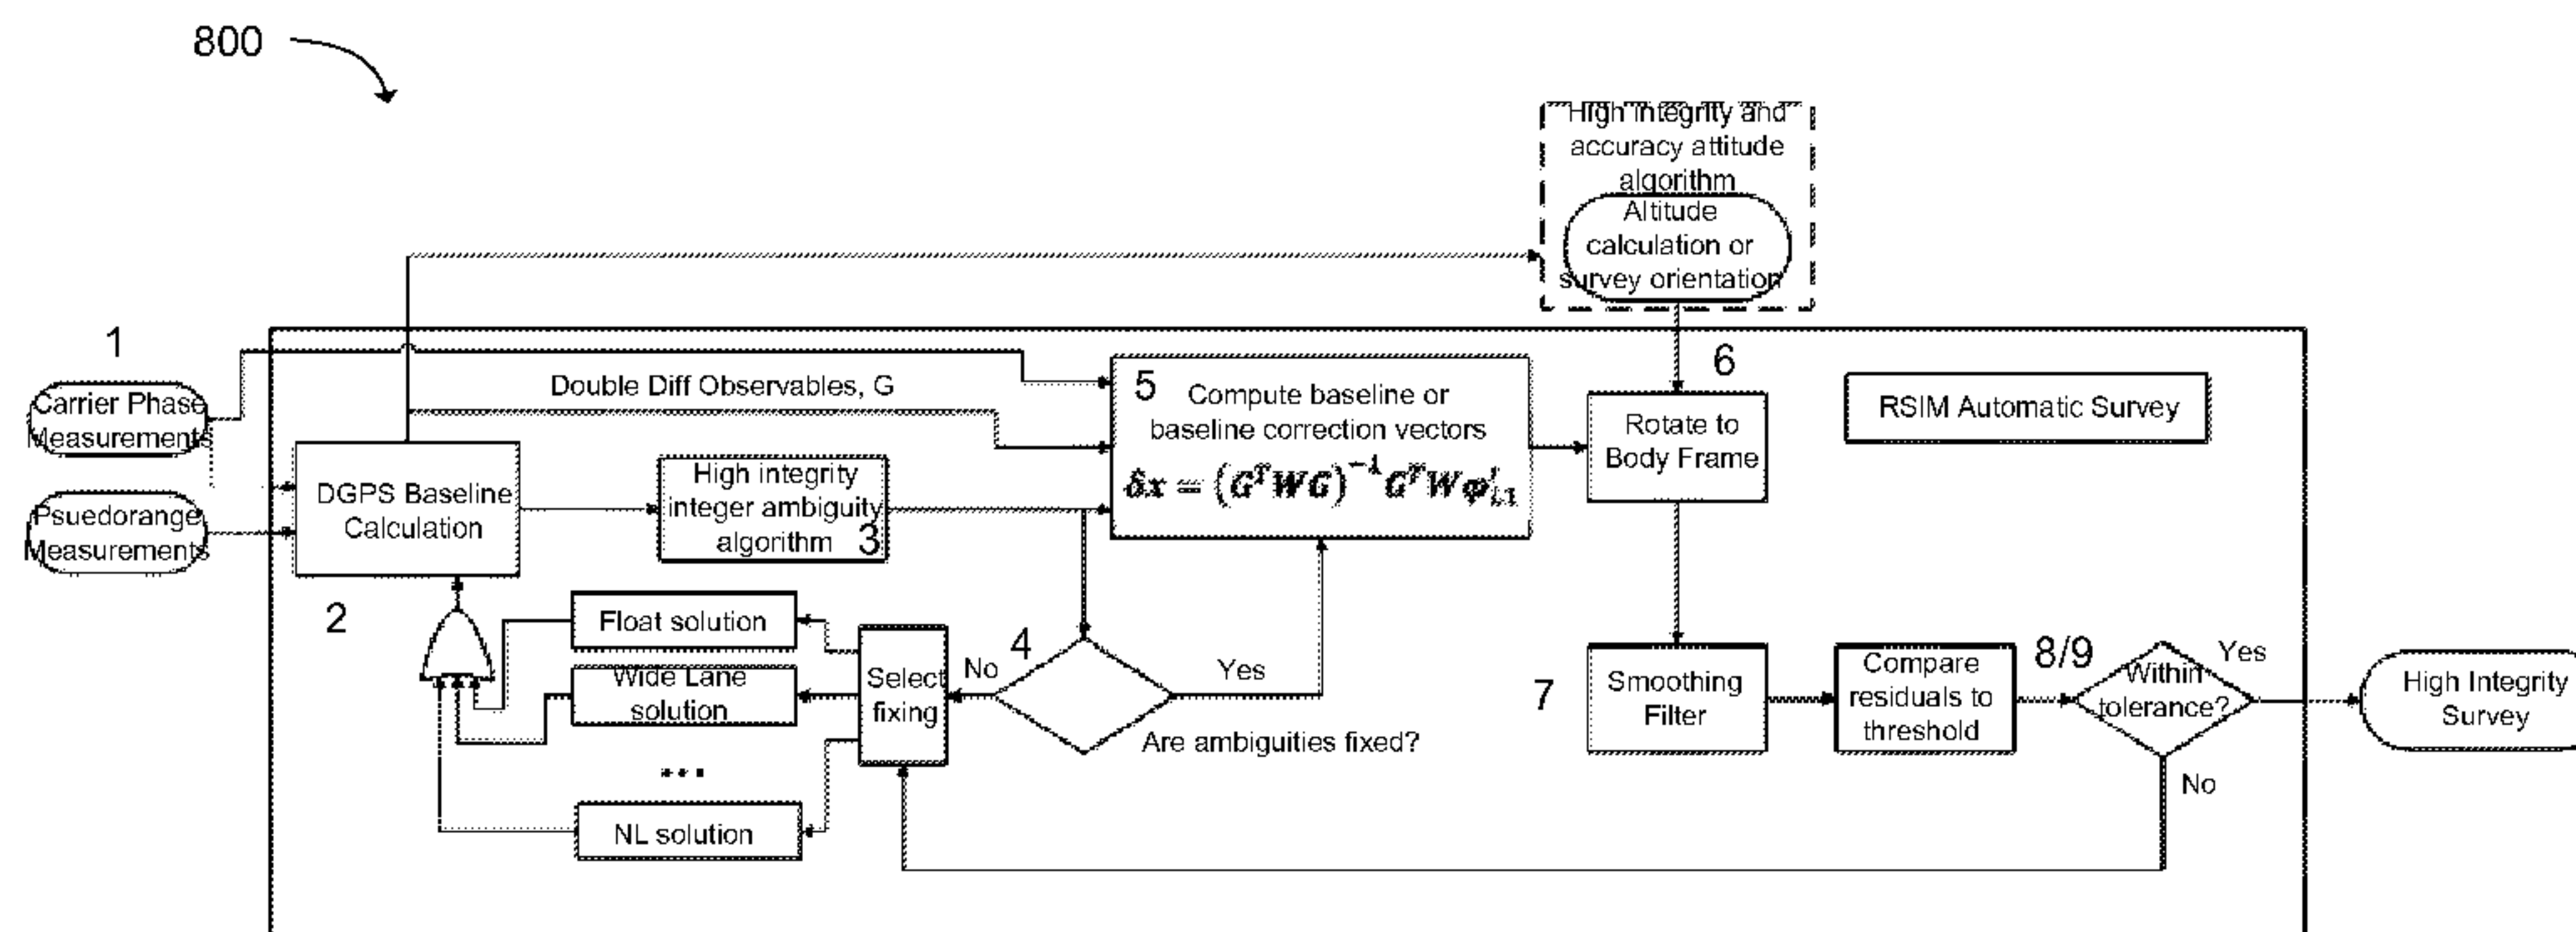 800
High integrity and
accuracy attitude
algorithm
Altitude
calculation or
survey orientation
1
Carrier Phase
Measurements
Psuedorange
Measurements
Double Diff Observables, G
DGPS Baseline
Calculation
2
High integrity
integer ambiguity
algorithm 3
5
Compute baseline or
baseline correction vectors
δx = (GᵀWG)⁻¹GᵀWφ'L1
6
Rotate to
Body Frame
RSIM Automatic Survey
Float solution
Wide Lane
solution
...
NL solution
Select
fixing
No
4
Yes
Are ambiguities fixed?
7
Smoothing
Filter
Compare
residuals to
threshold
8/9
Within
tolerance?
Yes
No
High Integrity
Survey